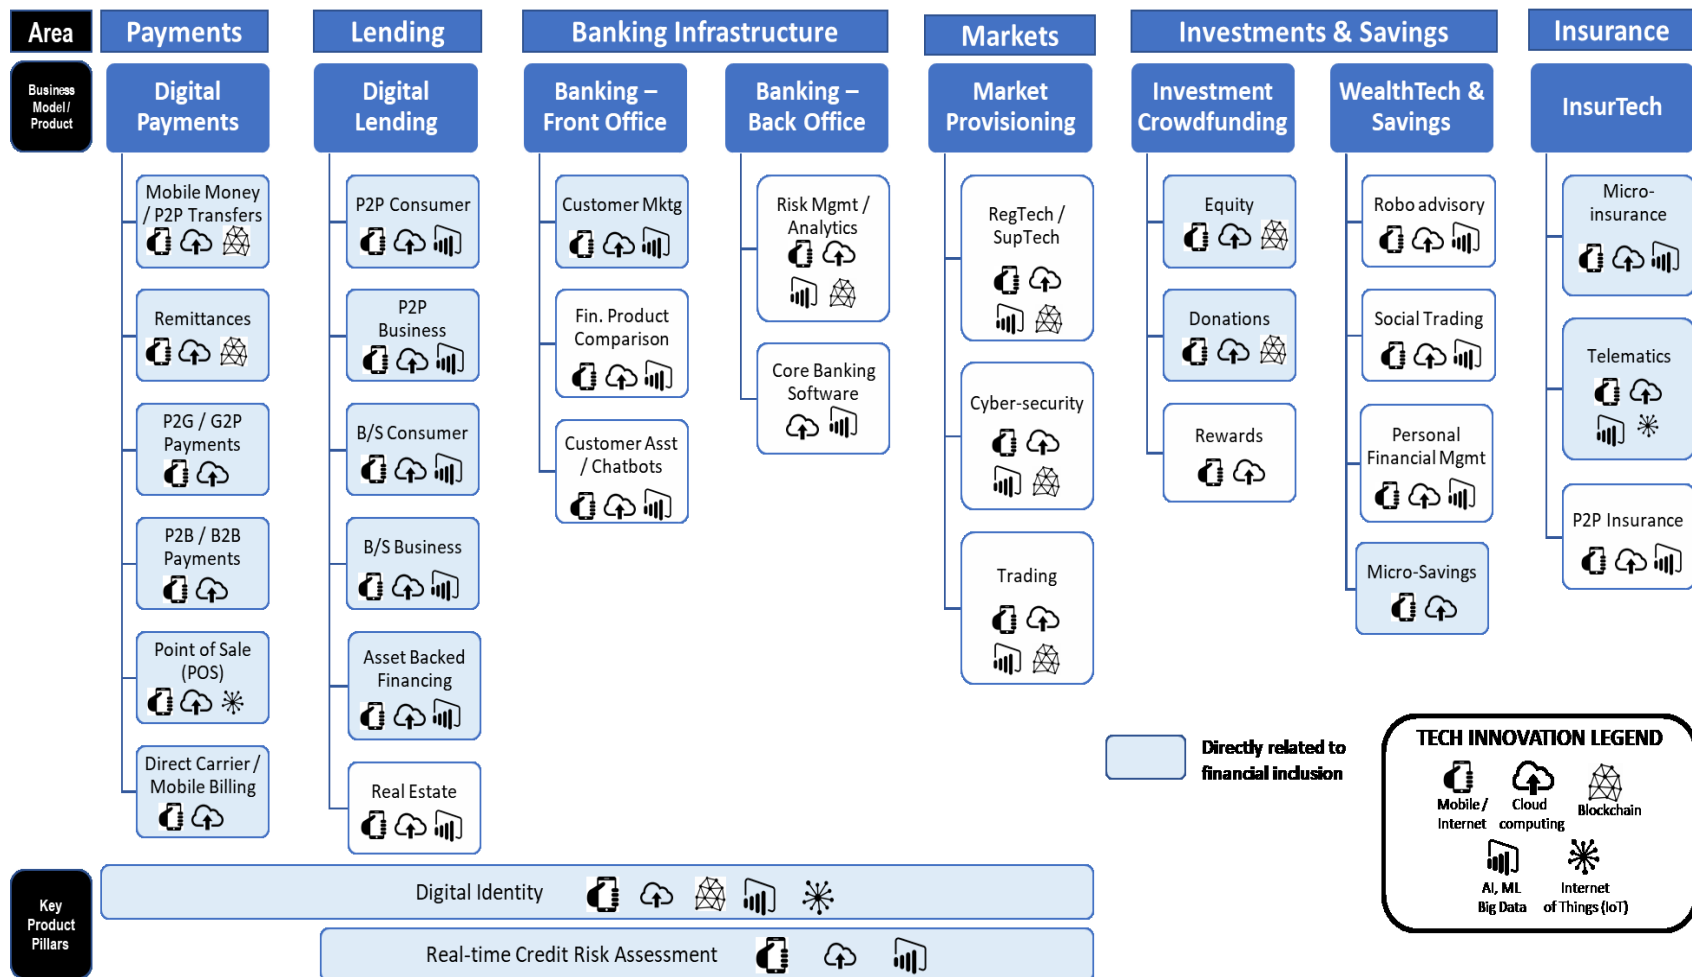 Area
Payments
Lending
Banking Infrastructure
Markets
Investments & Savings
Insurance
Business
Model /
Product
Digital
Payments
Digital
Lending
Banking –
Front Office
Banking –
Back Office
Market
Provisioning
Investment
Crowdfunding
WealthTech &
Savings
InsurTech
Mobile Money
/ P2P Transfers
Remittances
P2G / G2P
Payments
P2B / B2B
Payments
Point of Sale
(POS)
Direct Carrier /
Mobile Billing
P2P Consumer
P2P
Business
B/S Consumer
B/S Business
Asset Backed
Financing
Real Estate
Customer Mktg
Fin. Product
Comparison
Customer Asst
/ Chatbots
Risk Mgmt /
Analytics
Core Banking
Software
RegTech /
SupTech
Cyber-security
Trading
Equity
Donations
Rewards
Robo advisory
Social Trading
Personal
Financial Mgmt
Micro-Savings
Micro-
insurance
Telematics
P2P Insurance
Directly related to
financial inclusion
TECH INNOVATION LEGEND
Mobile /
Internet
Cloud
computing
Blockchain
AI, ML
Big Data
Internet
of Things (IoT)
Key
Product
Pillars
Digital Identity
Real-time Credit Risk Assessment